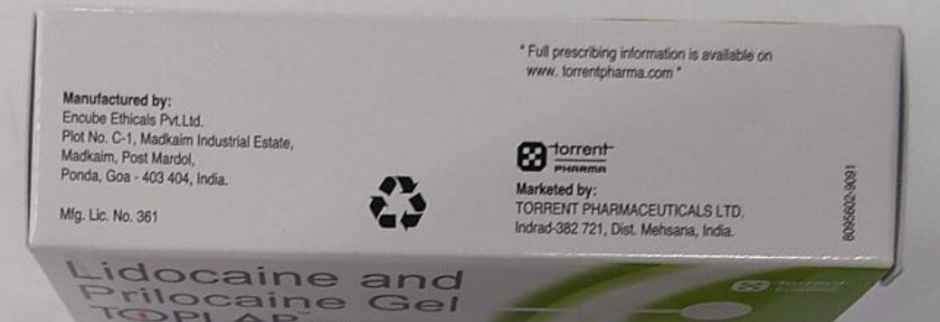 * Full prescribing information is available on
www. torrentpharma.com *
Manufactured by:
Encube Ethicals Pvt.Ltd.
Plot No. C-1, Madkaim Industrial Estate,
Madkaim, Post Mardol,
Ponda, Goa - 403 404, India.
Mfg. Lic. No. 361
torrent
PHARMA
Marketed by:
TORRENT PHARMACEUTICALS LTD.
Indrad-382 721, Dist. Mehsana, India.
8095602-9091
Lidocaine and
Prilocaine Gel